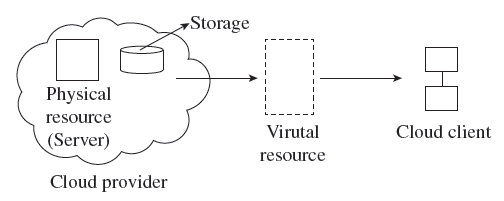 Storage
Physical
resource
(Server)
Cloud provider
Virutal
resource
Cloud client